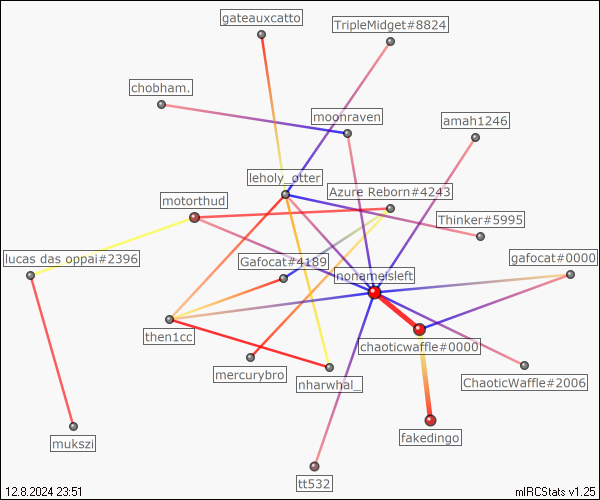 gateauxcatto
TripleMidget#8824
chobham.
moonraven
amah1246
leholy_otter
Azure Reborn#4243
motorthud
Thinker#5995
lucas das oppai#2396
Gafocat#4189
gafocat#0000
nonameisleft
then1cc
chaoticwaffle#0000
mercurybro
nharwhal_
ChaoticWaffle#2006
mukszi
fakedingo
tt532
12.8.2024 23:51
mIRCStats v1.25